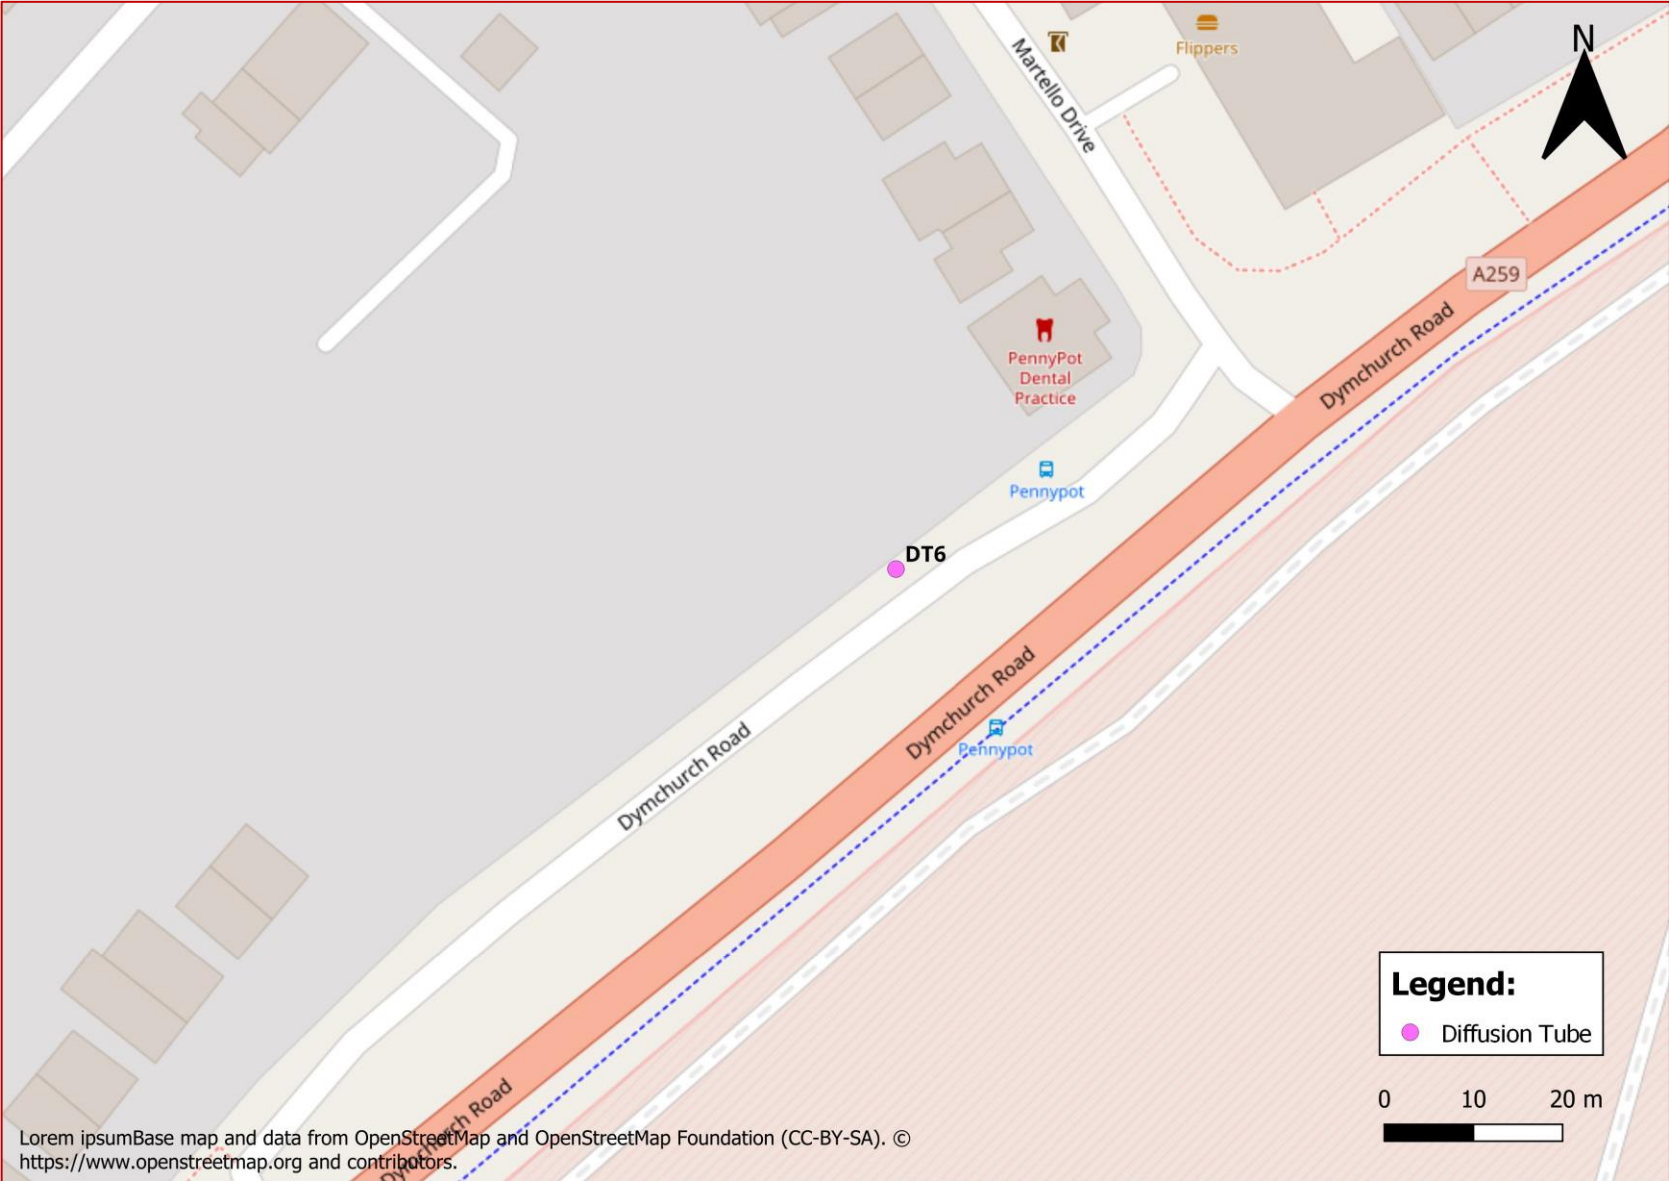 N
Flippers
Martello Drive
A259
Dymchurch Road
PennyPot
Dental
Practice
Pennypot
DT6
Dymchurch Road
Pennypot
Dymchurch Road
Legend:
Diffusion Tube
0 10 20 m
Dymchurch Road
Lorem ipsumBase map and data from OpenStreetMap and OpenStreetMap Foundation (CC-BY-SA). ©
https://www.openstreetmap.org and contributors.